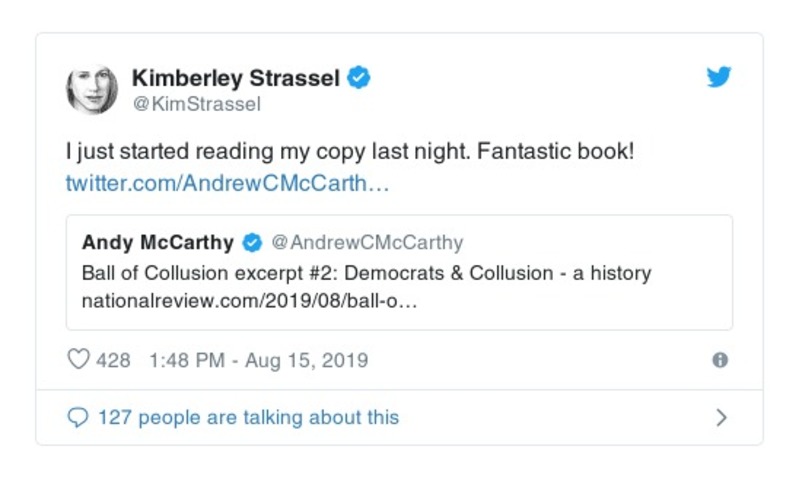 Kimberley Strassel
@KimStrassel
I just started reading my copy last night. Fantastic book!
twitter.com/AndrewCMcCarth…
Andy McCarthy @AndrewCMcCarthy
Ball of Collusion excerpt #2: Democrats & Collusion - a history
nationalreview.com/2019/08/ball-o…
428 1:48 PM - Aug 15, 2019
127 people are talking about this